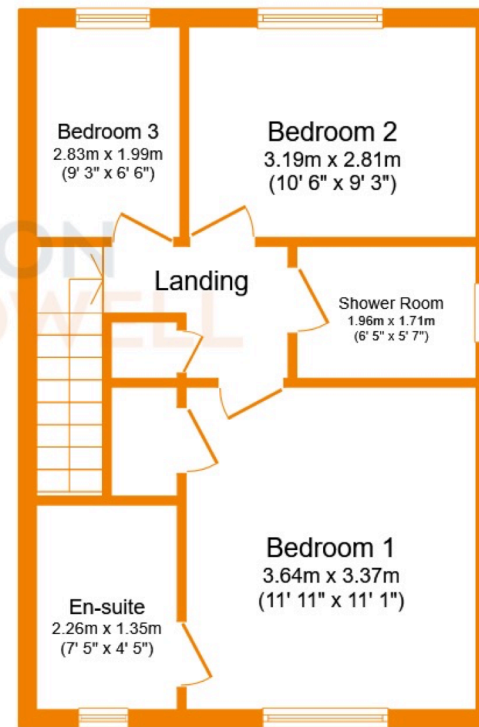 Bedroom 3
2.83m x 1.99m
(9' 3" x 6' 6")
Bedroom 2
3.19m x 2.81m
(10' 6" x 9' 3")
ON
Landing
OWELL
Shower Room
1.96m x 1.71m
(6' 5" x 5' 7")
Bedroom 1
3.64m x 3.37m
(11' 11" x 11' 1")
En-suite
2.26m x 1.35m
(7' 5" x 4' 5")